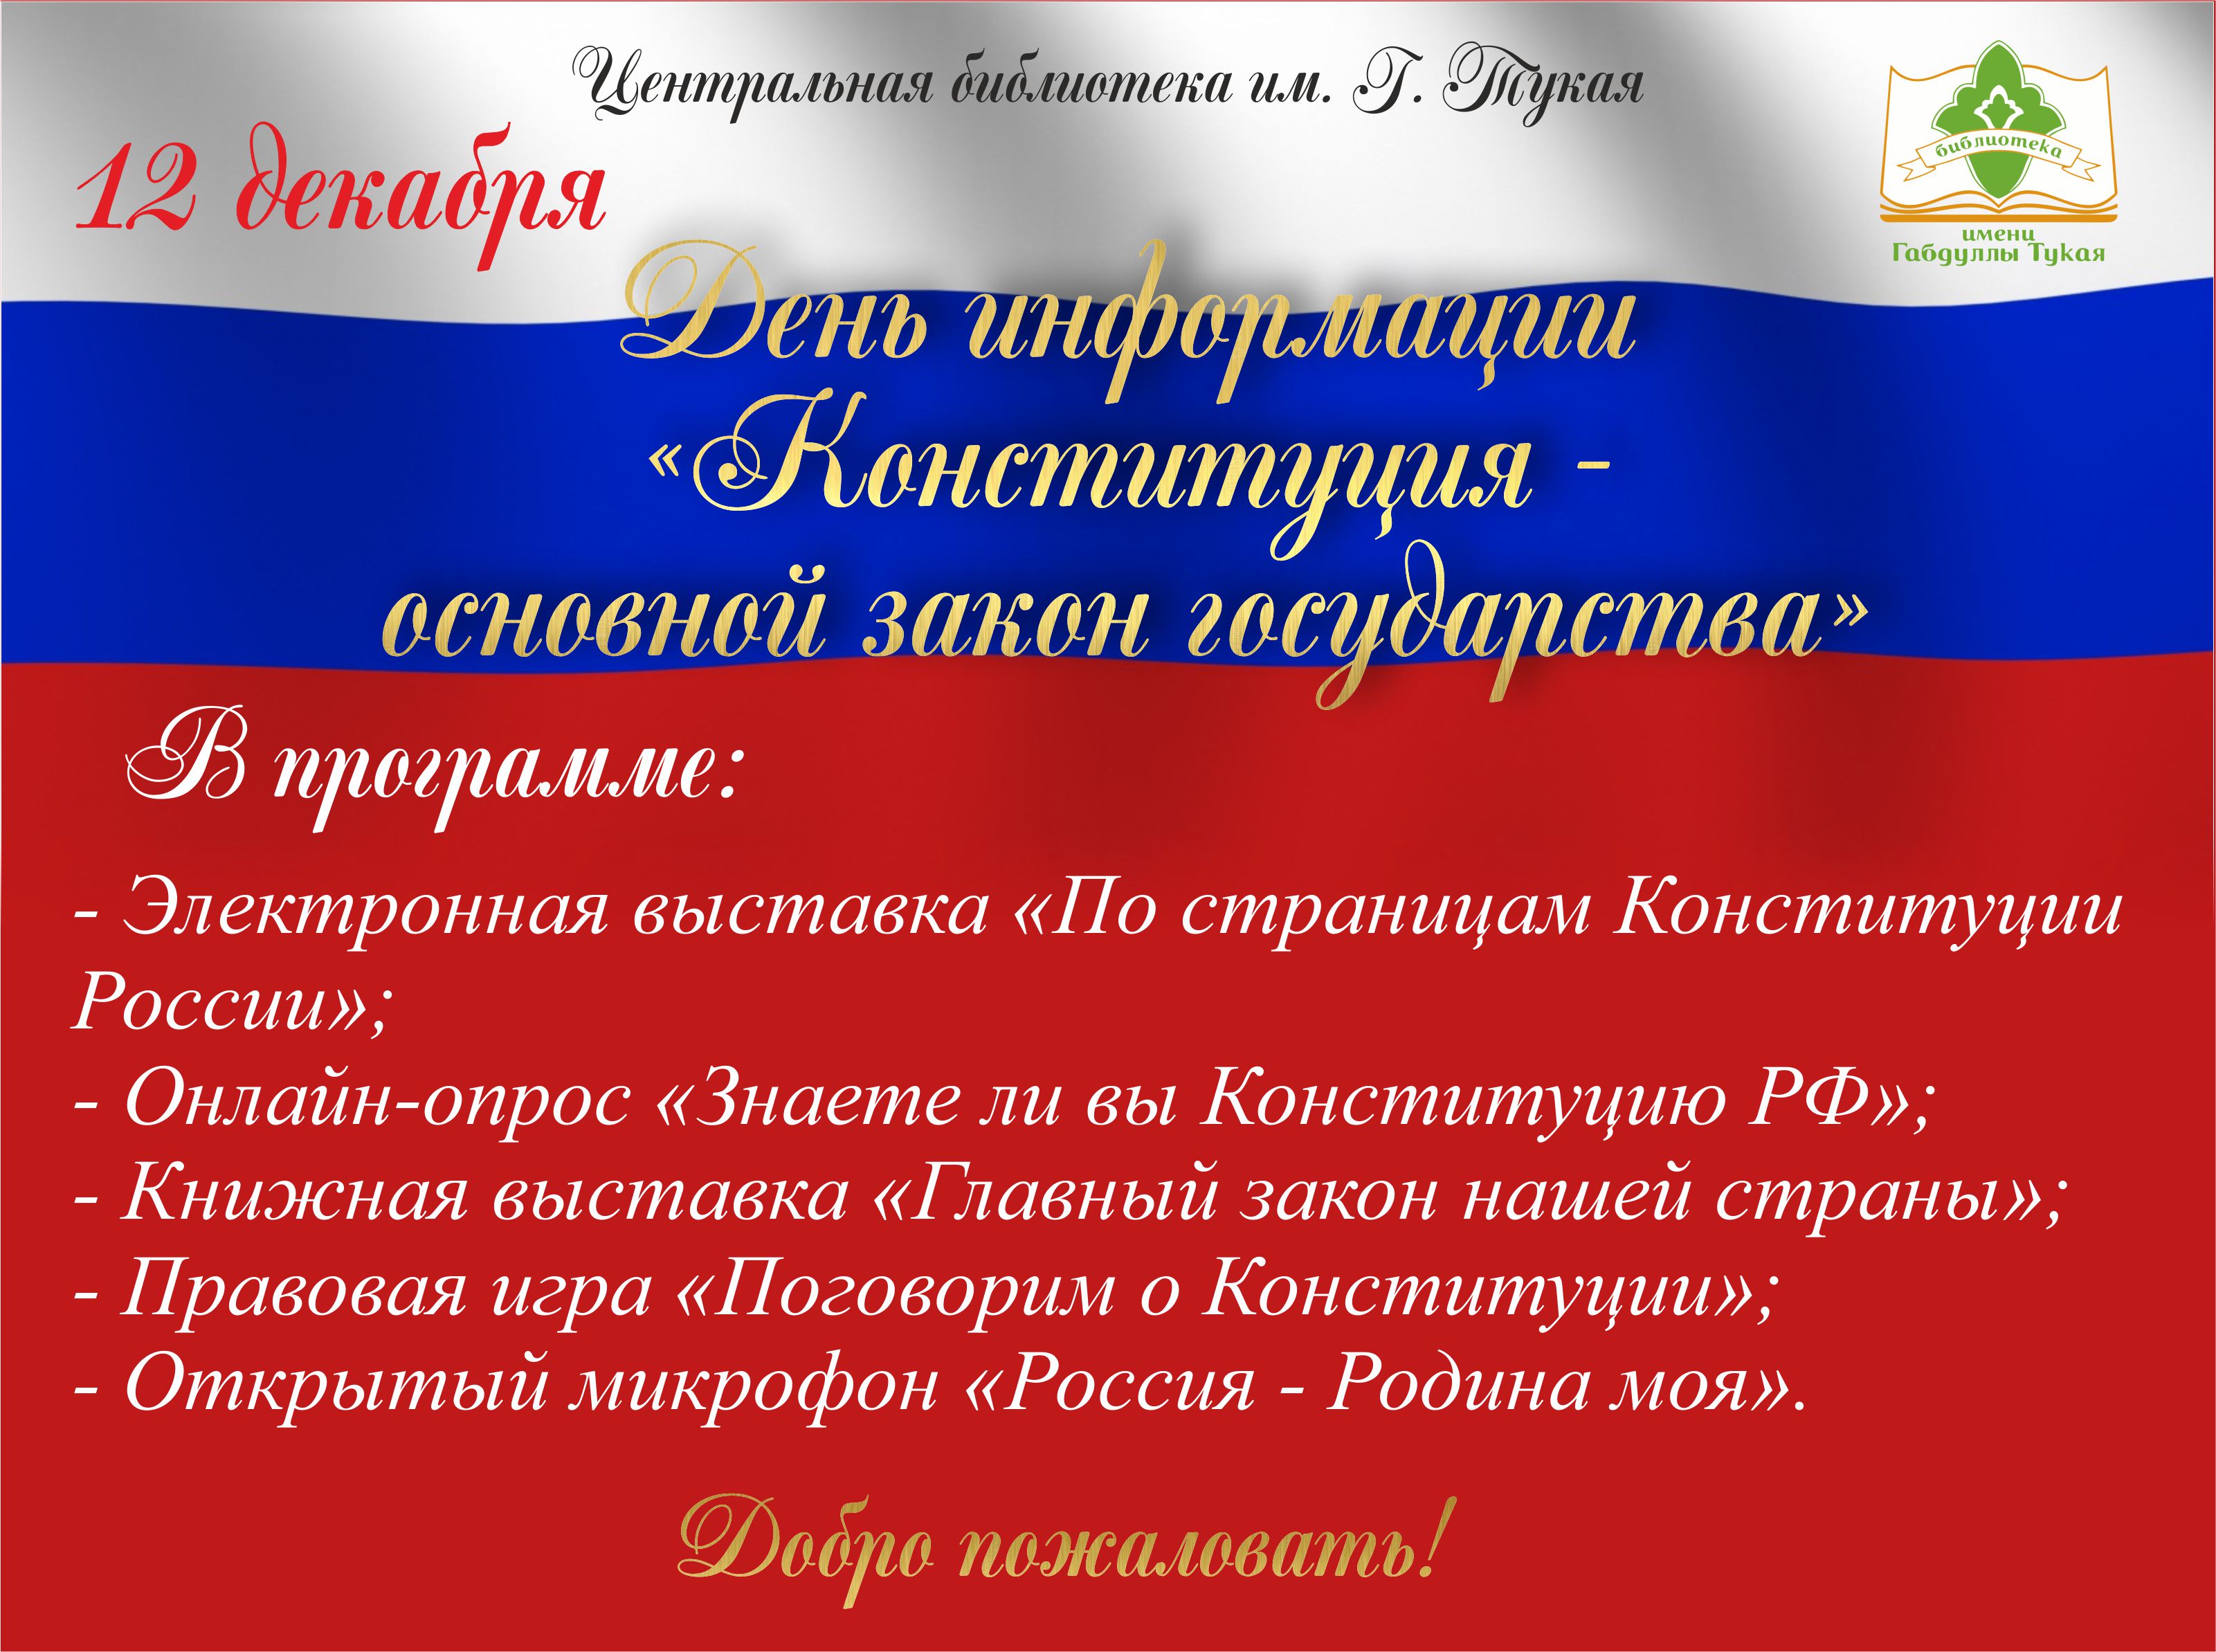 Центральная библиотека им. Г. Тукая
12 декабря
библиотека
имени
Габдуллы Тукая
День информации
«Конституция -
основной закон государства»
В программе:
- Электронная выставка «По страницам Конституции
России»;
- Онлайн-опрос «Знаете ли вы Конституцию РФ»;
- Книжная выставка «Главный закон нашей страны»;
- Правовая игра «Поговорим о Конституции»;
- Открытый микрофон «Россия - Родина моя».
Добро пожаловать!